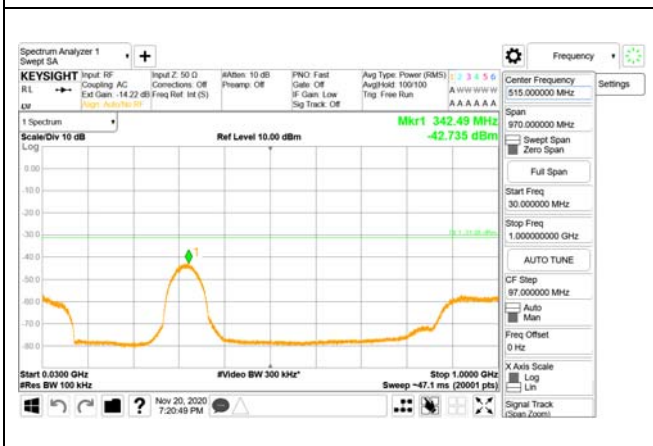 Spectrum Analyzer 1
Swept SA
+
Frequency
KEYSIGHT
RL
Input: RF
Coupling: AC
Ext Gain: -14.22 dB
Align: Auto/No RF
Input Z: 50 Ω
Corrections: Off
Freq Ref: Int (S)
#Atten: 10 dB
Preamp: Off
PNO: Fast
Gate: Off
IF Gain: Low
Sig Track: Off
Avg Type: Power (RMS)
Avg|Hold: 100/100
Trig: Free Run
1 2 3 4 5 6
A W W W W W
A A A A A A
Center Frequency
515.000000 MHz
Settings
1 Spectrum
Mkr1 342.49 MHz
Scale/Div 10 dB
Ref Level 10.00 dBm
-42.735 dBm
Log
Span
970.000000 MHz
Swept Span
Zero Span
Full Span
Start Freq
30.000000 MHz
Stop Freq
1.000000000 GHz
AUTO TUNE
CF Step
97.000000 MHz
Auto
Man
Freq Offset
0 Hz
X Axis Scale
Log
Lin
Signal Track
(Span Zoom)
0.00
-10.0
-20.0
-30.0
-40.0
-50.0
-60.0
-70.0
-80.0
1
Start 0.0300 GHz
#Video BW 300 kHz*
Stop 1.0000 GHz
#Res BW 100 kHz
Sweep ~47.1 ms (20001 pts)
?
Nov 20, 2020
7:20:49 PM